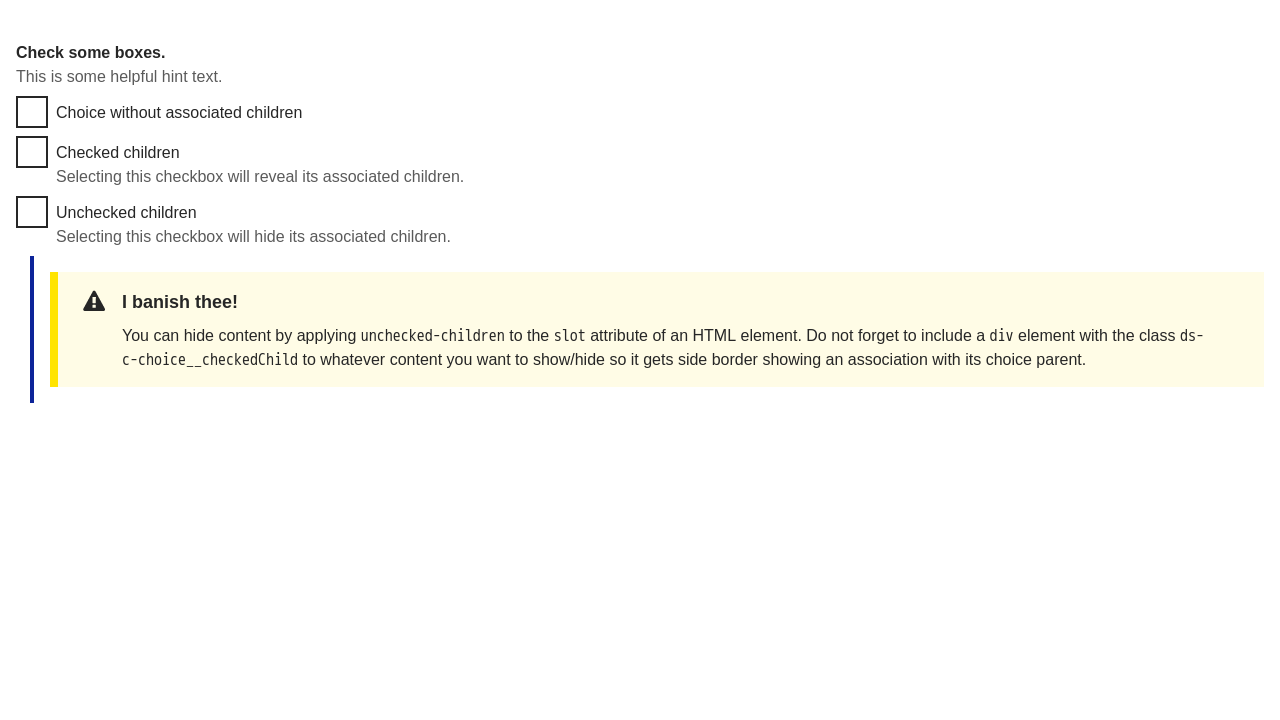 Check some boxes.
This is some helpful hint text.
Choice without associated children
Checked children
Selecting this checkbox will reveal its associated children.
Unchecked children
Selecting this checkbox will hide its associated children.
I banish thee!
You can hide content by applying unchecked-children to the slot attribute of an HTML element. Do not forget to include a div element with the class ds-
c-choice__checkedChild to whatever content you want to show/hide so it gets side border showing an association with its choice parent.